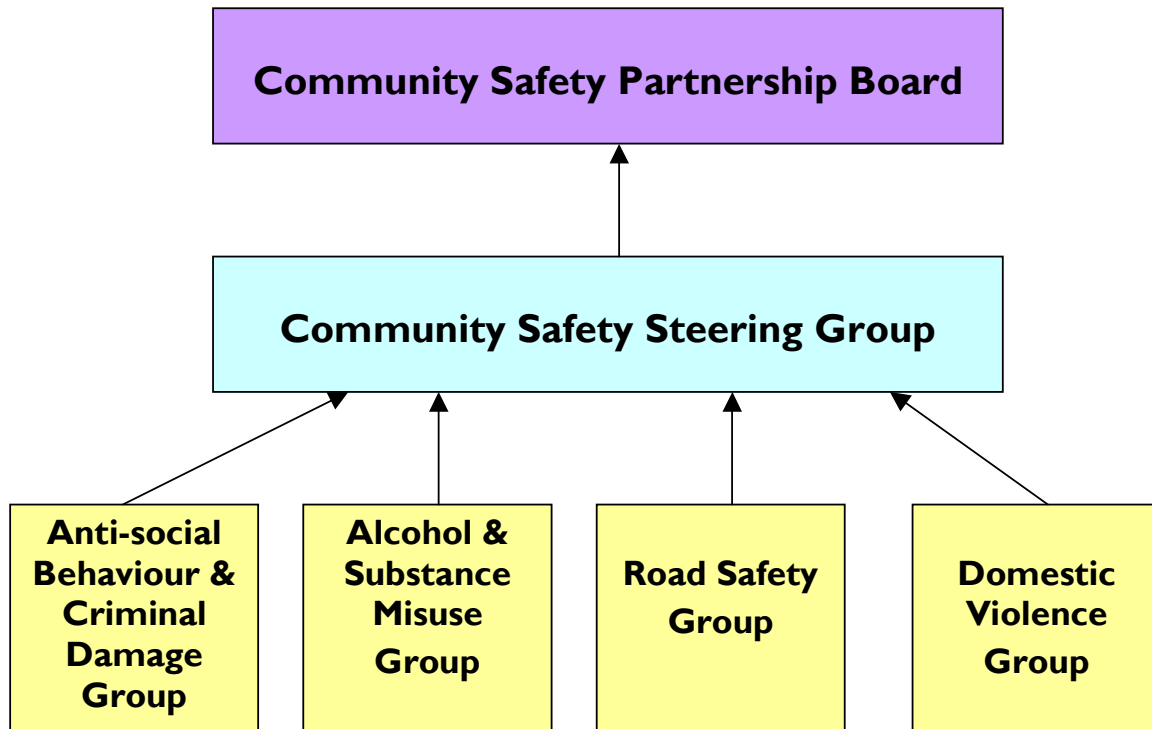 Community Safety Partnership Board
Community Safety Steering Group
Anti-social
Behaviour &
Criminal
Damage
Group
Alcohol &
Substance
Misuse
Group
Road Safety
Group
Domestic
Violence
Group